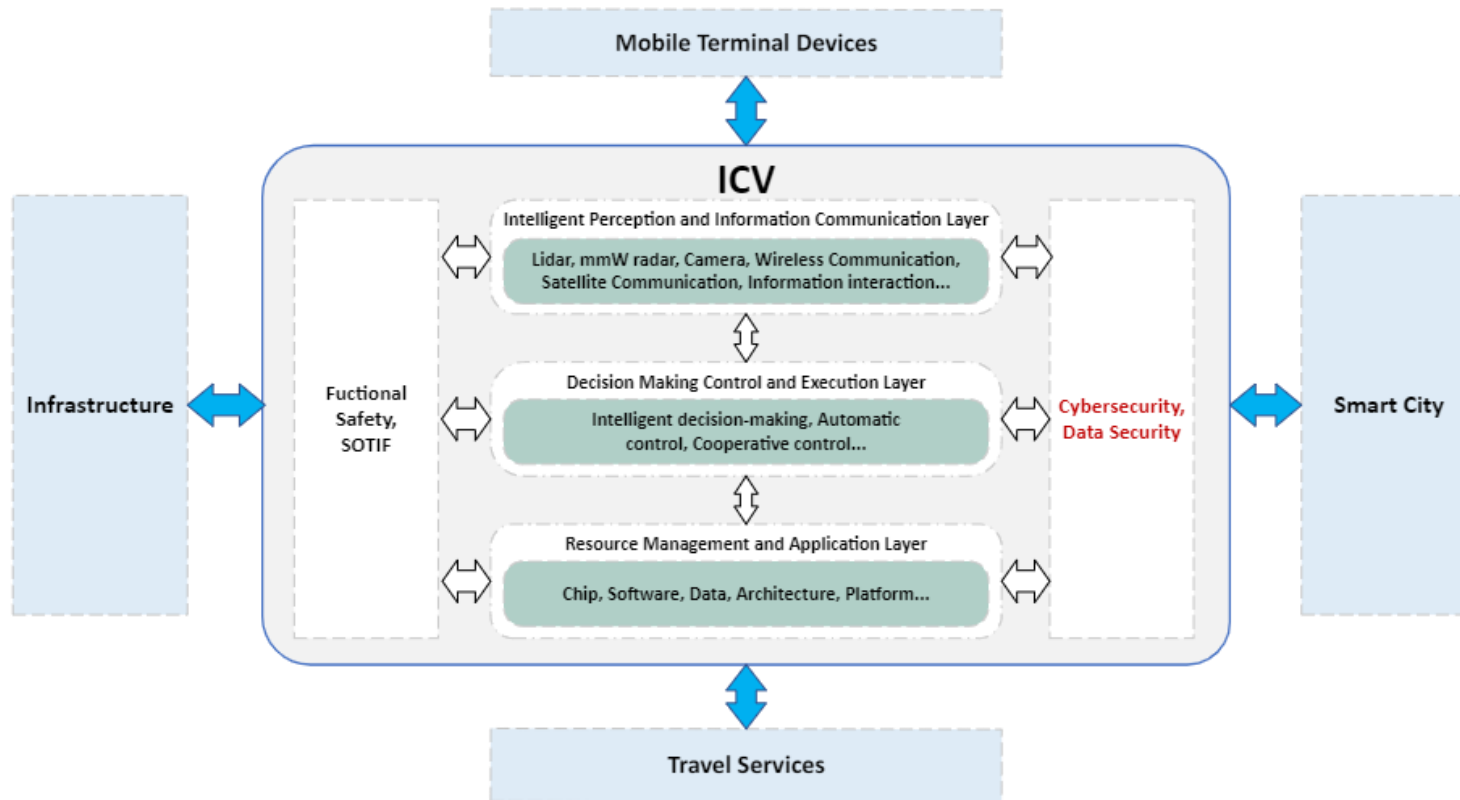 Mobile Terminal Devices
ICV
Infrastructure
Fuctional
Safety,
SOTIF
Intelligent Perception and Information Communication Layer
Lidar, mmW radar, Camera, Wireless Communication,
Satellite Communication, Information interaction...
Decision Making Control and Execution Layer
Intelligent decision-making, Automatic
control, Cooperative control...
Resource Management and Application Layer
Chip, Software, Data, Architecture, Platform...
Cybersecurity,
Data Security
Smart City
Travel Services